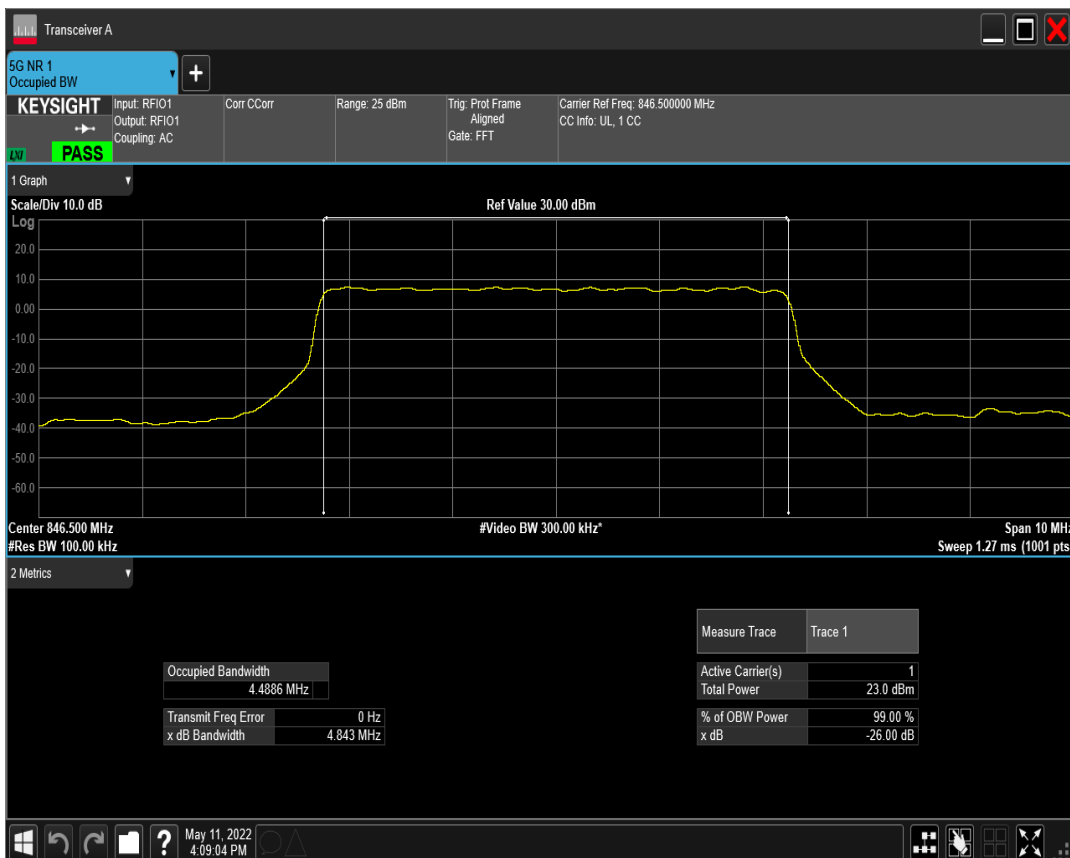 Transceiver A
5G NR 1
Occupied BW
KEYSIGHT
LXI
PASS
Input: RFIO1
Output: RFIO1
Coupling: AC
Corr CCorr
Range: 25 dBm
Trig: Prot Frame
Aligned
Gate: FFT
Carrier Ref Freq: 846.500000 MHz
CC Info: UL, 1 CC
1 Graph
Scale/Div 10.0 dB
Ref Value 30.00 dBm
Log
20.0
10.0
0.00
-10.0
-20.0
-30.0
-40.0
-50.0
-60.0
Center 846.500 MHz
#Video BW 300.00 kHz*
Span 10 MHz
#Res BW 100.00 kHz
Sweep 1.27 ms (1001 pts
2 Metrics
Measure Trace Trace 1
Occupied Bandwidth
4.4886 MHz
Active Carrier(s) 1
Total Power 23.0 dBm
Transmit Freq Error 0 Hz
x dB Bandwidth 4.843 MHz
% of OBW Power 99.00 %
x dB -26.00 dB
?
May 11, 2022
4:09:04 PM